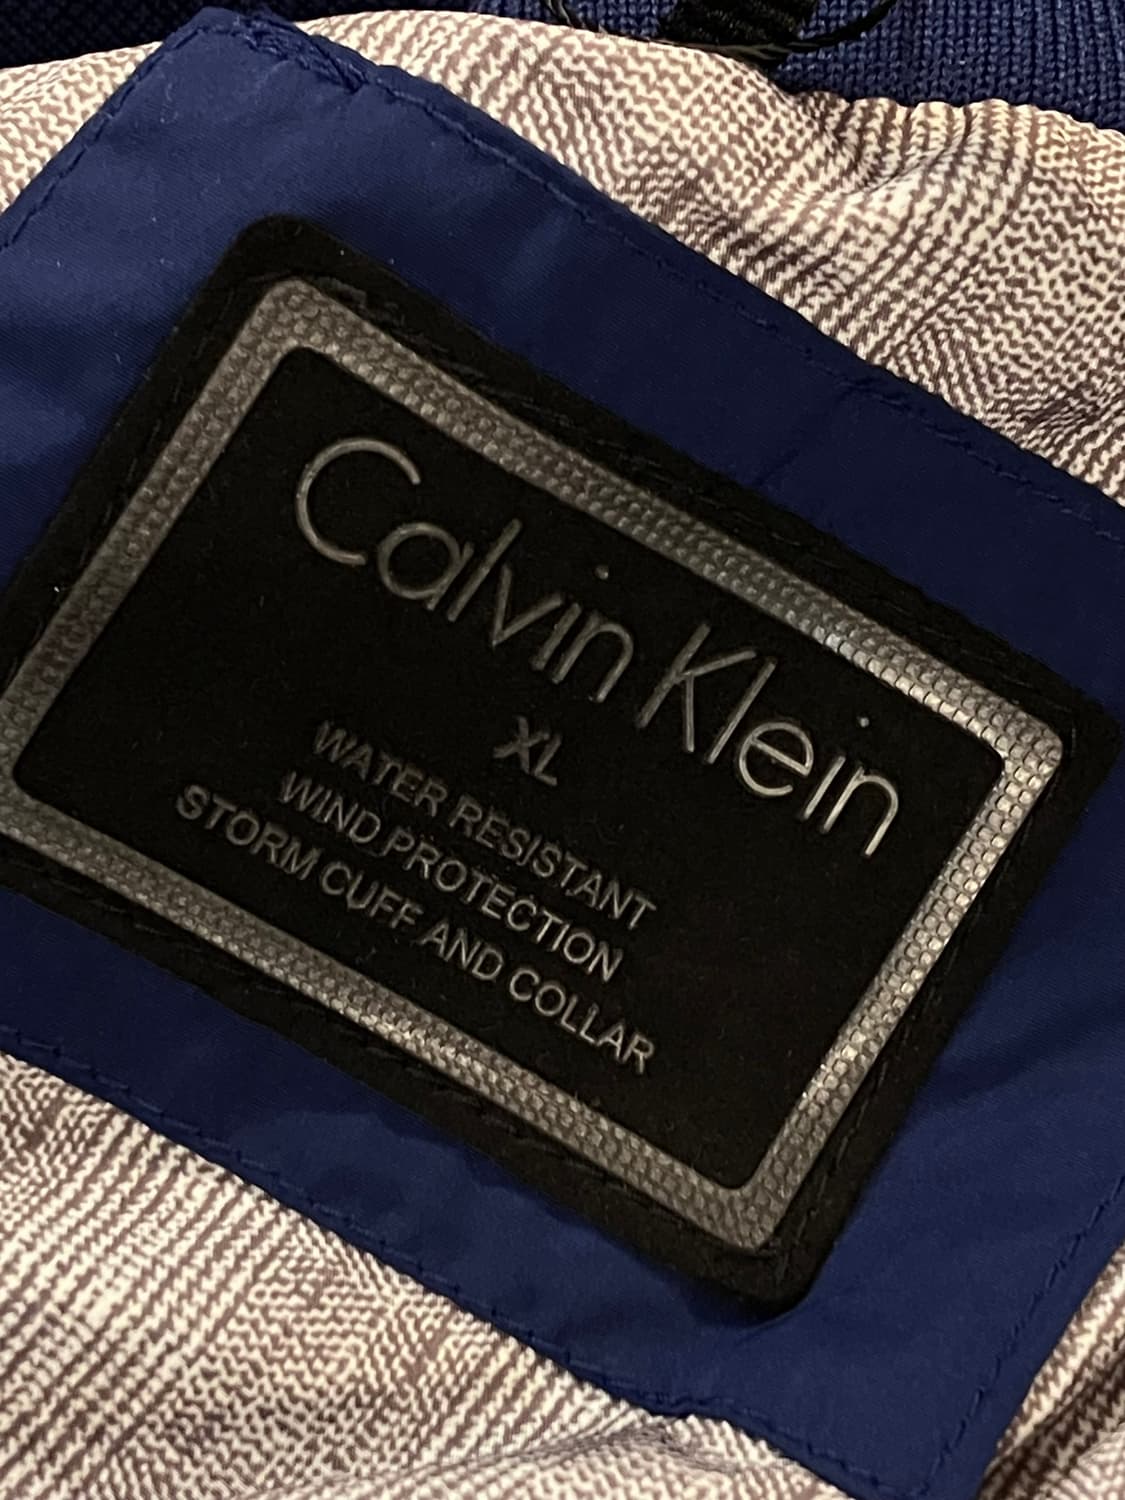 Calvin Klein
XL
WATER RESISTANT
WIND PROTECTION
STORM CUFF AND COLLAR